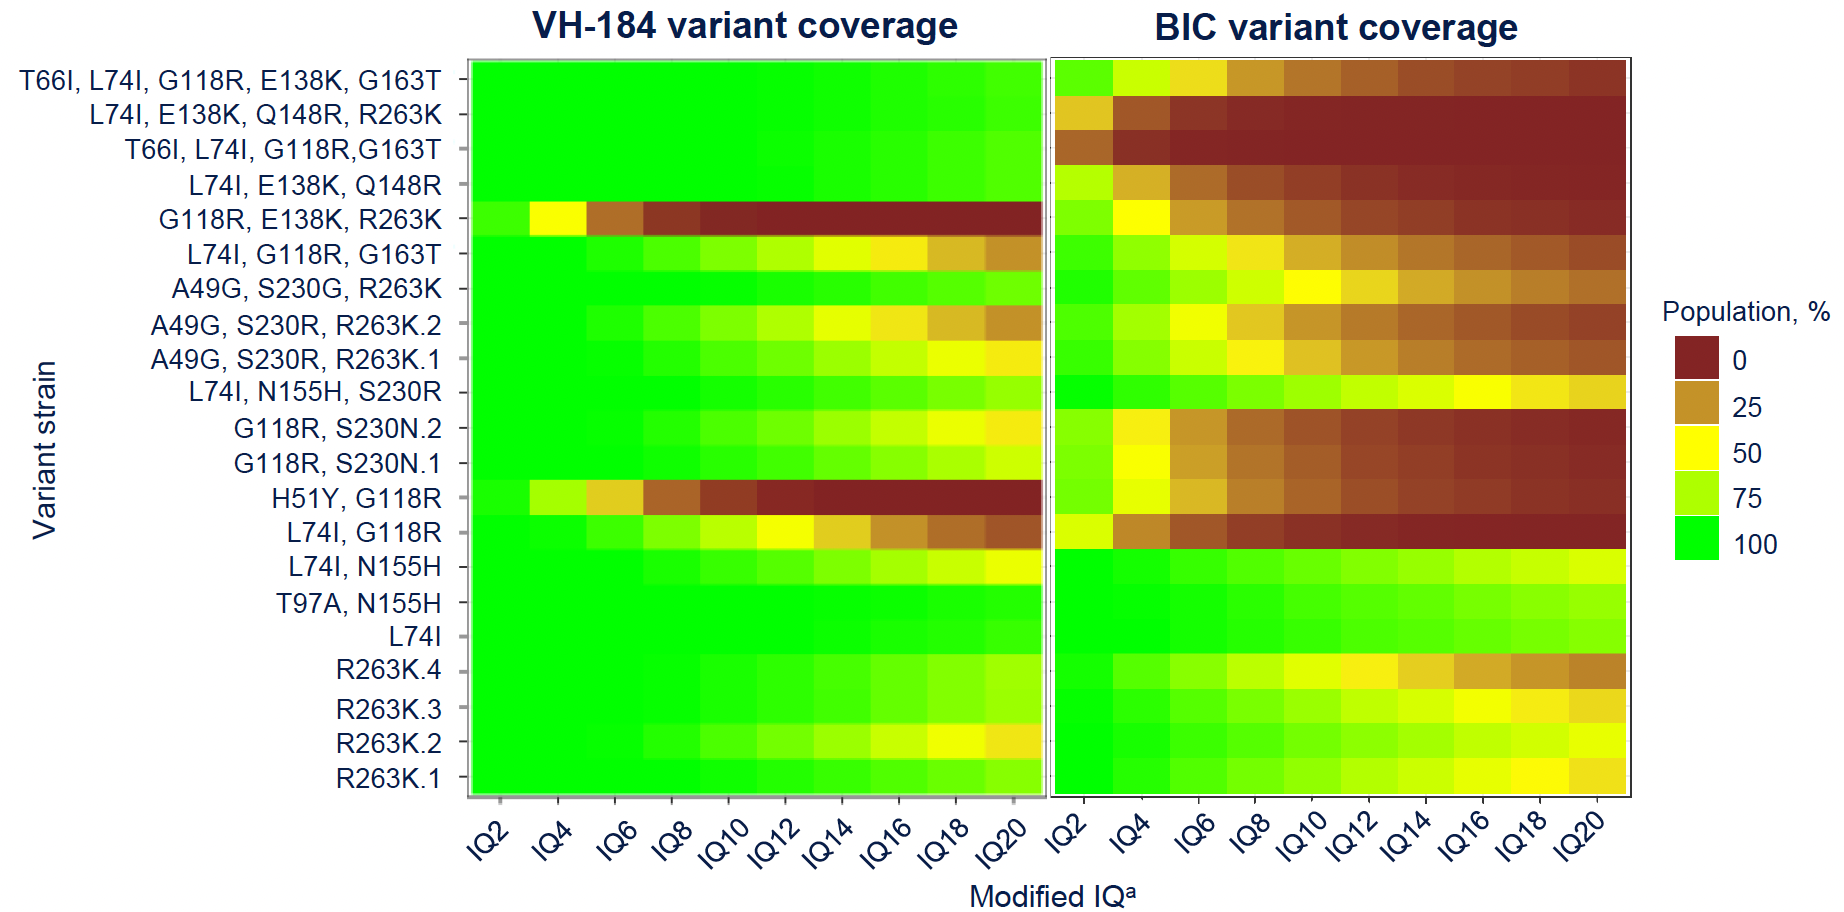 VH-184 variant coverage
BIC variant coverage
T66I, L74I, G118R, E138K, G163T
L74I, E138K, Q148R, R263K
T66I, L74I, G118R,G163T
L74I, E138K, Q148R
G118R, E138K, R263K
L74I, G118R, G163T
A49G, S230G, R263K
A49G, S230R, R263K.2
A49G, S230R, R263K.1
L74I, N155H, S230R
G118R, S230N.2
G118R, S230N.1
H51Y, G118R
L74I, G118R
L74I, N155H
T97A, N155H
L74I
R263K.4
R263K.3
R263K.2
R263K.1
Variant strain
IQ2
IQ4
IQ6
IQ8
IQ10
IQ12
IQ14
IQ16
IQ18
IQ20
IQ2
IQ4
IQ6
IQ8
IQ10
IQ12
IQ14
IQ16
IQ18
IQ20
Modified IQᵃ
Population, %
0
25
50
75
100